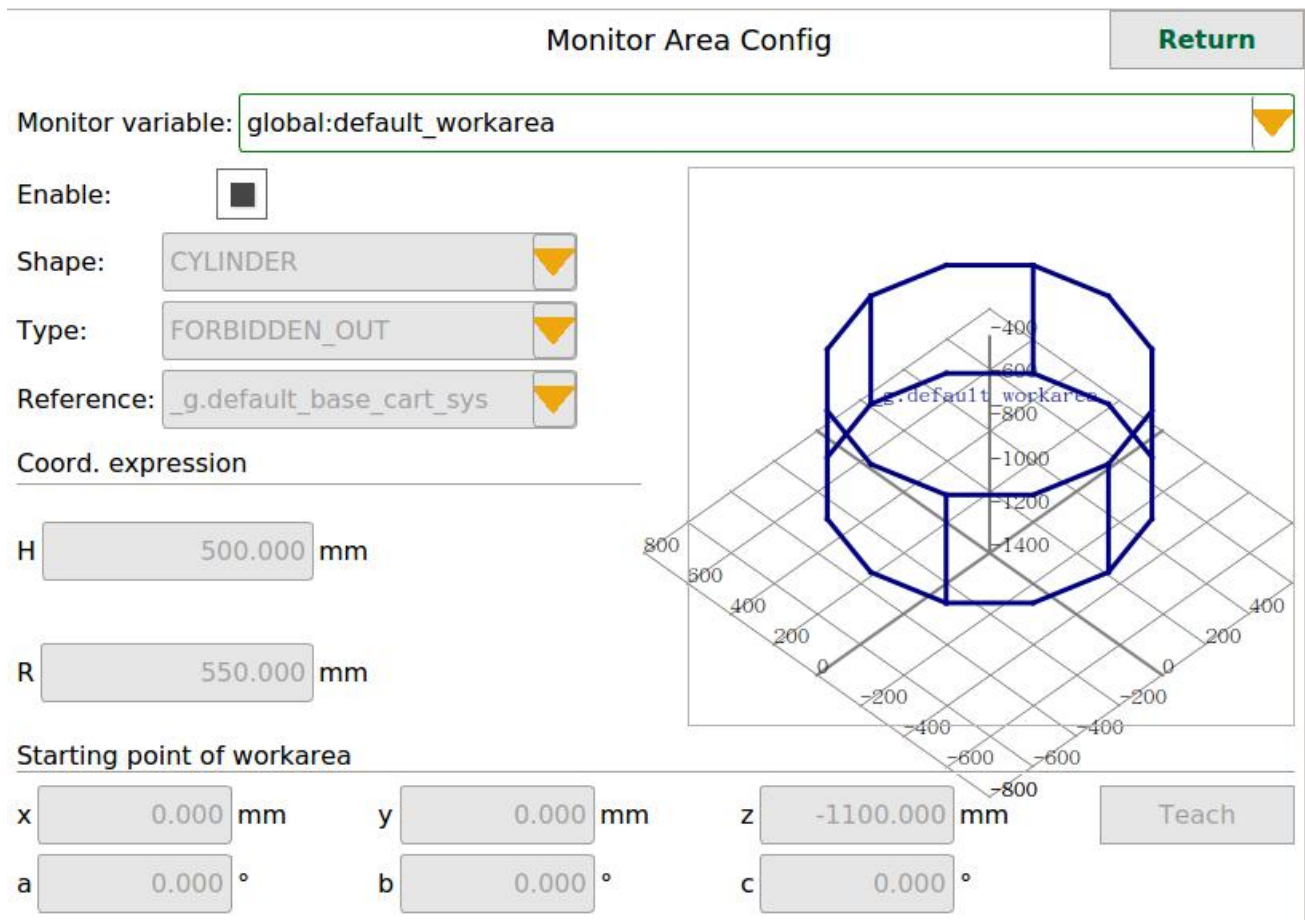 Monitor Area Config
Return
Monitor variable: global:default_workarea
Enable:
Shape: CYLINDER
Type: FORBIDDEN_OUT
Reference: _g.default_base_cart_sys
Coord. expression
H 500.000 mm
R 550.000 mm
-400
-600
_g.default_workarea
-800
-1000
-1200
-1400
800
600
400
200
0
-200
-400
-600
-800
400
200
0
-200
-400
-600
Starting point of workarea
x 0.000 mm y 0.000 mm z -1100.000 mm Teach
a 0.000 ° b 0.000 ° c 0.000 °